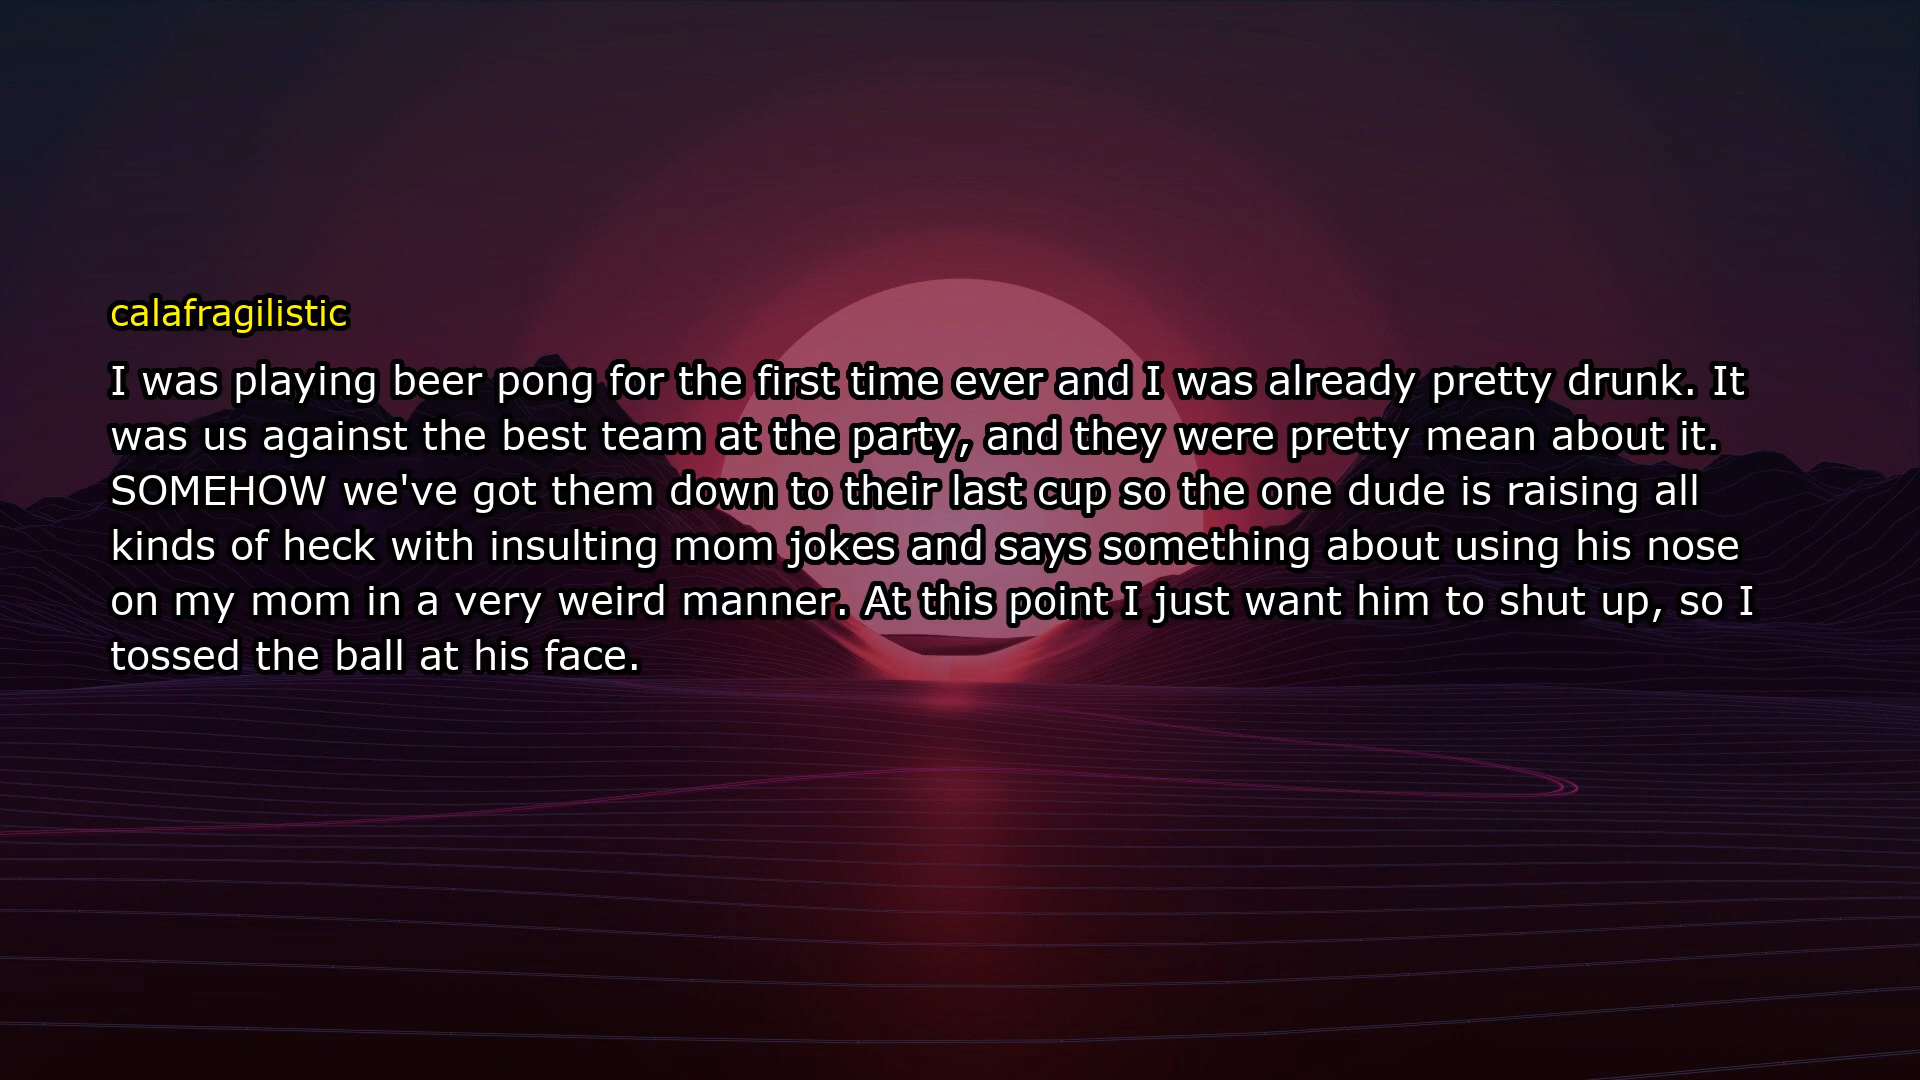 calafragilistic
I was playing beer pong for the first time ever and I was already pretty drunk. It
was us against the best team at the party, and they were pretty mean about it.
SOMEHOW we've got them down to their last cup so the one dude is raising all
kinds of heck with insulting mom jokes and says something about using his nose
on my mom in a very weird manner. At this point I just want him to shut up, so I
tossed the ball at his face.